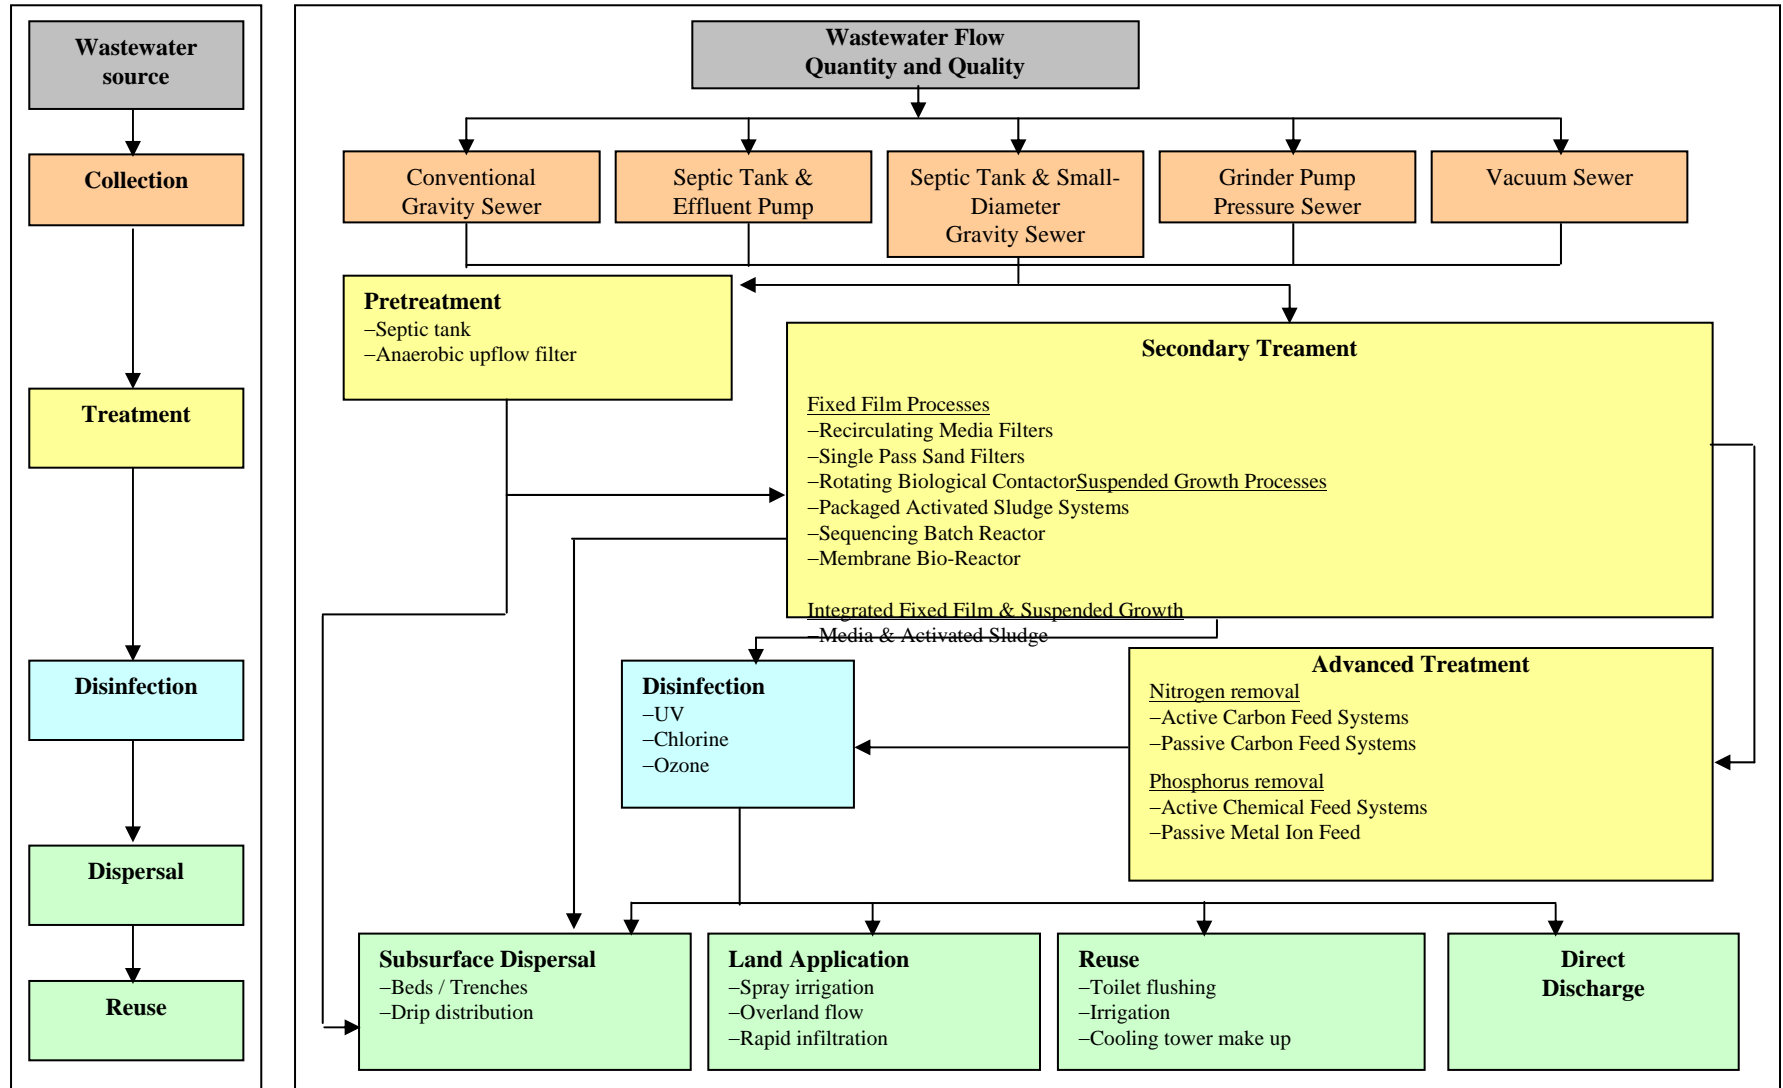 Wastewater
source
Collection
Treatment
Disinfection
Dispersal
Reuse
Wastewater Flow
Quantity and Quality
Conventional
Gravity Sewer
Septic Tank &
Effluent Pump
Septic Tank & Small-
Diameter
Gravity Sewer
Grinder Pump
Pressure Sewer
Vacuum Sewer
Pretreatment
–Septic tank
–Anaerobic upflow filter
Secondary Treament
Fixed Film Processes
–Recirculating Media Filters
–Single Pass Sand Filters
–Rotating Biological ContactorSuspended Growth Processes
–Packaged Activated Sludge Systems
–Sequencing Batch Reactor
–Membrane Bio-Reactor
Integrated Fixed Film & Suspended Growth
–Media & Activated Sludge
Disinfection
–UV
–Chlorine
–Ozone
Advanced Treatment
Nitrogen removal
–Active Carbon Feed Systems
–Passive Carbon Feed Systems
Phosphorus removal
–Active Chemical Feed Systems
–Passive Metal Ion Feed
Subsurface Dispersal
–Beds / Trenches
–Drip distribution
Land Application
–Spray irrigation
–Overland flow
–Rapid infiltration
Reuse
–Toilet flushing
–Irrigation
–Cooling tower make up
Direct
Discharge